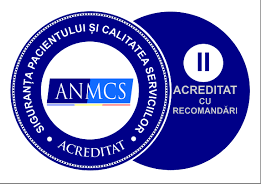 SIGURANȚA PACIENTULUI ȘI CALITATEA SERVICIILOR
ANMCS
• ACREDITAT •
II
ACREDITAT
CU
RECOMANDĂRI